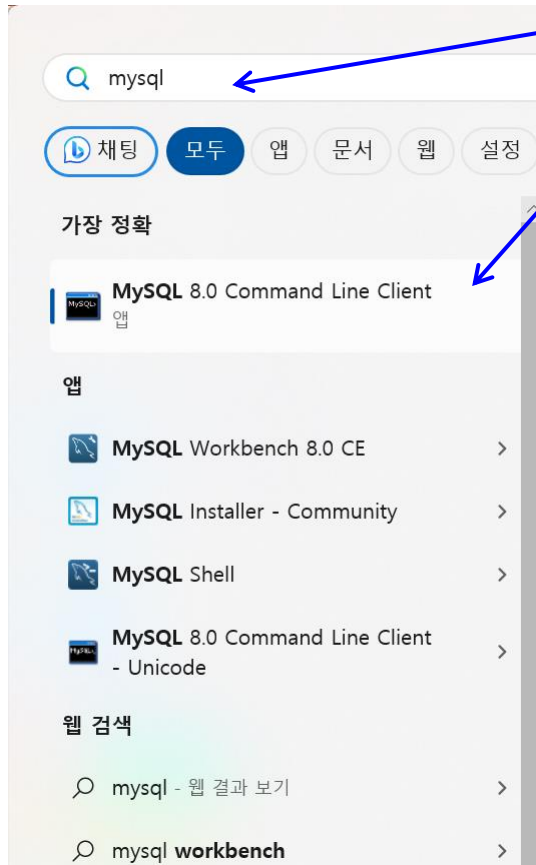 mysql
채팅 모두 앱 문서 웹 설정
가장 정확
MySQL 8.0 Command Line Client
앱
앱
MySQL Workbench 8.0 CE
MySQL Installer - Community
MySQL Shell
MySQL 8.0 Command Line Client
- Unicode
웹 검색
mysql - 웹 결과 보기
mysql workbench